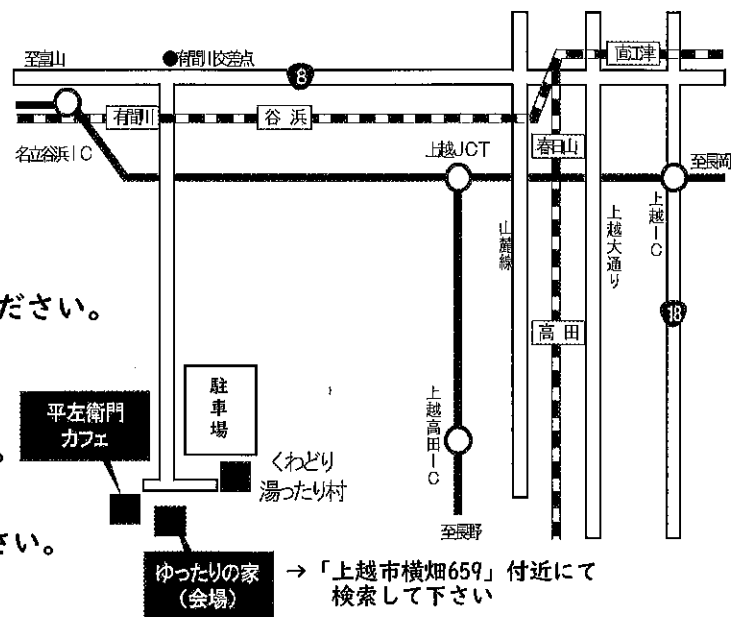 至富山
有間川交差点
8
直江津
有間川
谷浜
名立谷浜IC
上越JCT
春日山
至長岡
山麓線
上越大通り
上越IC
18
ださい。
高田
駐車場
平左衛門
カフェ
。
くわどり
湯ったり村
上越高田IC
さい。
至長野
ゆったりの家
(会場)
→「上越市横畑659」付近にて
検索して下さい